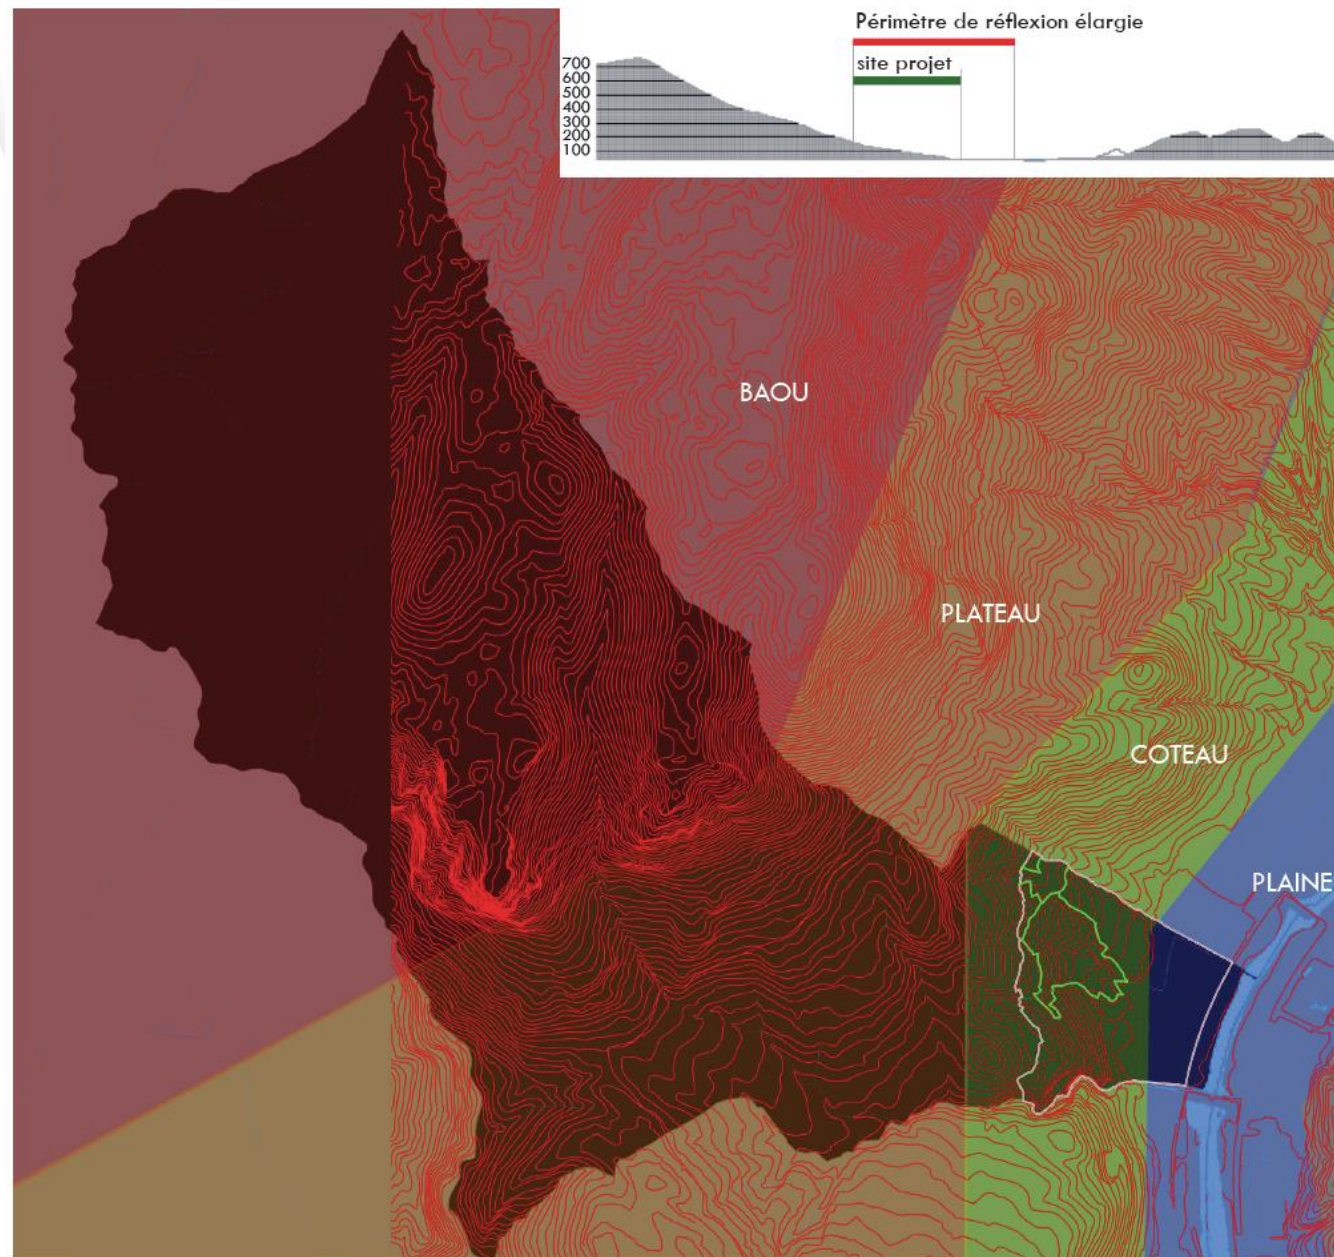 Périmètre de réflexion élargie
site projet
700
600
500
400
300
200
100
BAOU
PLATEAU
COTEAU
PLAINE